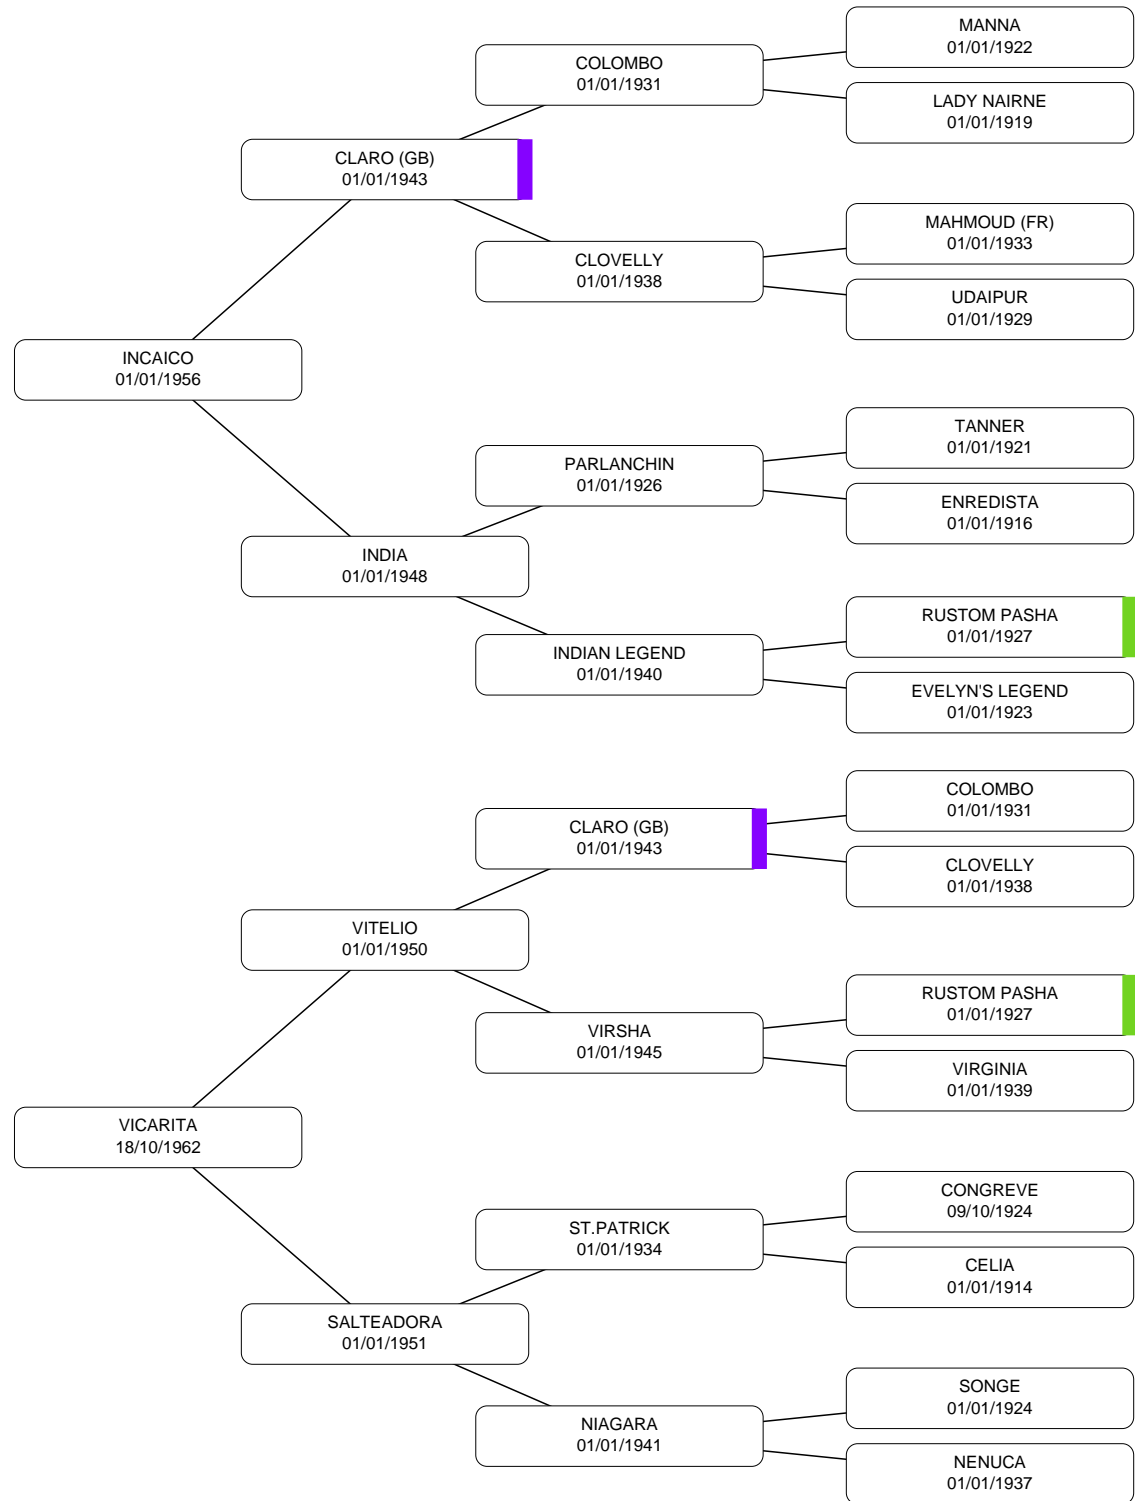 MANNA
01/01/1922
COLOMBO
01/01/1931
LADY NAIRNE
01/01/1919
CLARO (GB)
01/01/1943
MAHMOUD (FR)
01/01/1933
CLOVELLY
01/01/1938
UDAIPUR
01/01/1929
INCAICO
01/01/1956
TANNER
01/01/1921
PARLANCHIN
01/01/1926
ENREDISTA
01/01/1916
INDIA
01/01/1948
RUSTOM PASHA
01/01/1927
INDIAN LEGEND
01/01/1940
EVELYN'S LEGEND
01/01/1923
COLOMBO
01/01/1931
CLARO (GB)
01/01/1943
CLOVELLY
01/01/1938
VITELIO
01/01/1950
RUSTOM PASHA
01/01/1927
VIRSHA
01/01/1945
VIRGINIA
01/01/1939
VICARITA
18/10/1962
CONGREVE
09/10/1924
ST.PATRICK
01/01/1934
CELIA
01/01/1914
SALTEADORA
01/01/1951
SONGE
01/01/1924
NIAGARA
01/01/1941
NENUCA
01/01/1937